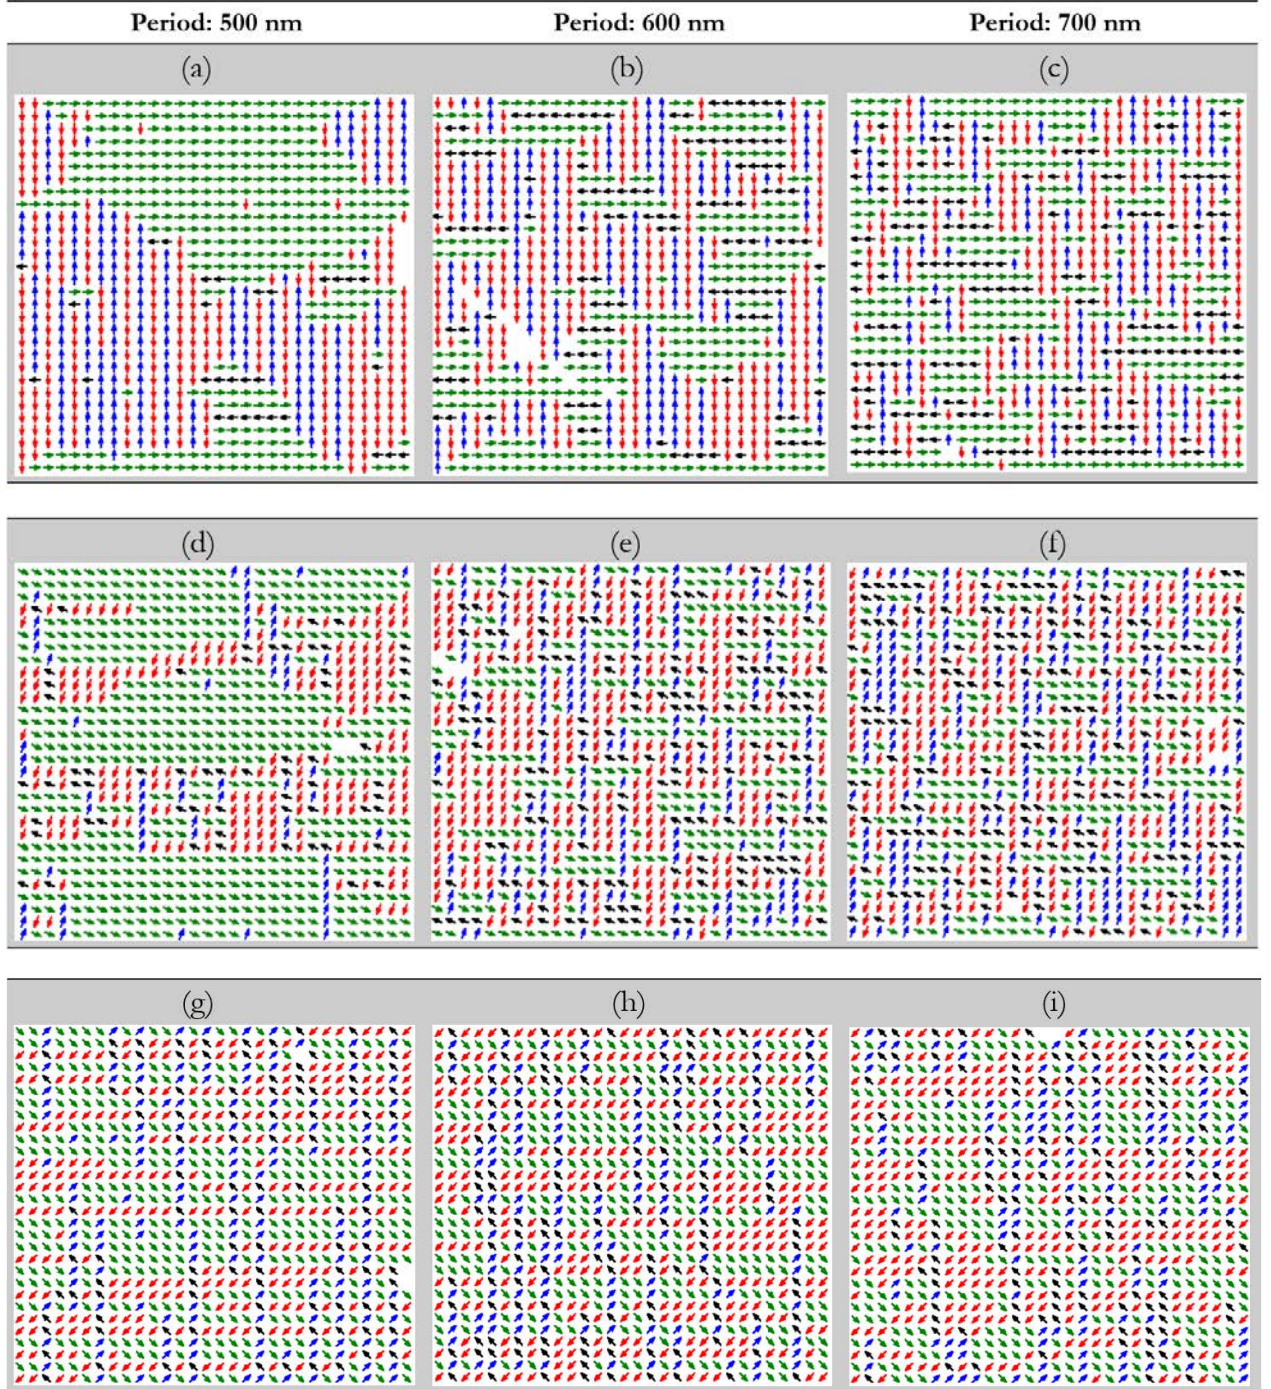 Period: 500 nm Period: 600 nm Period: 700 nm
(a) (b) (c)
(d) (e) (f)
(g) (h) (i)